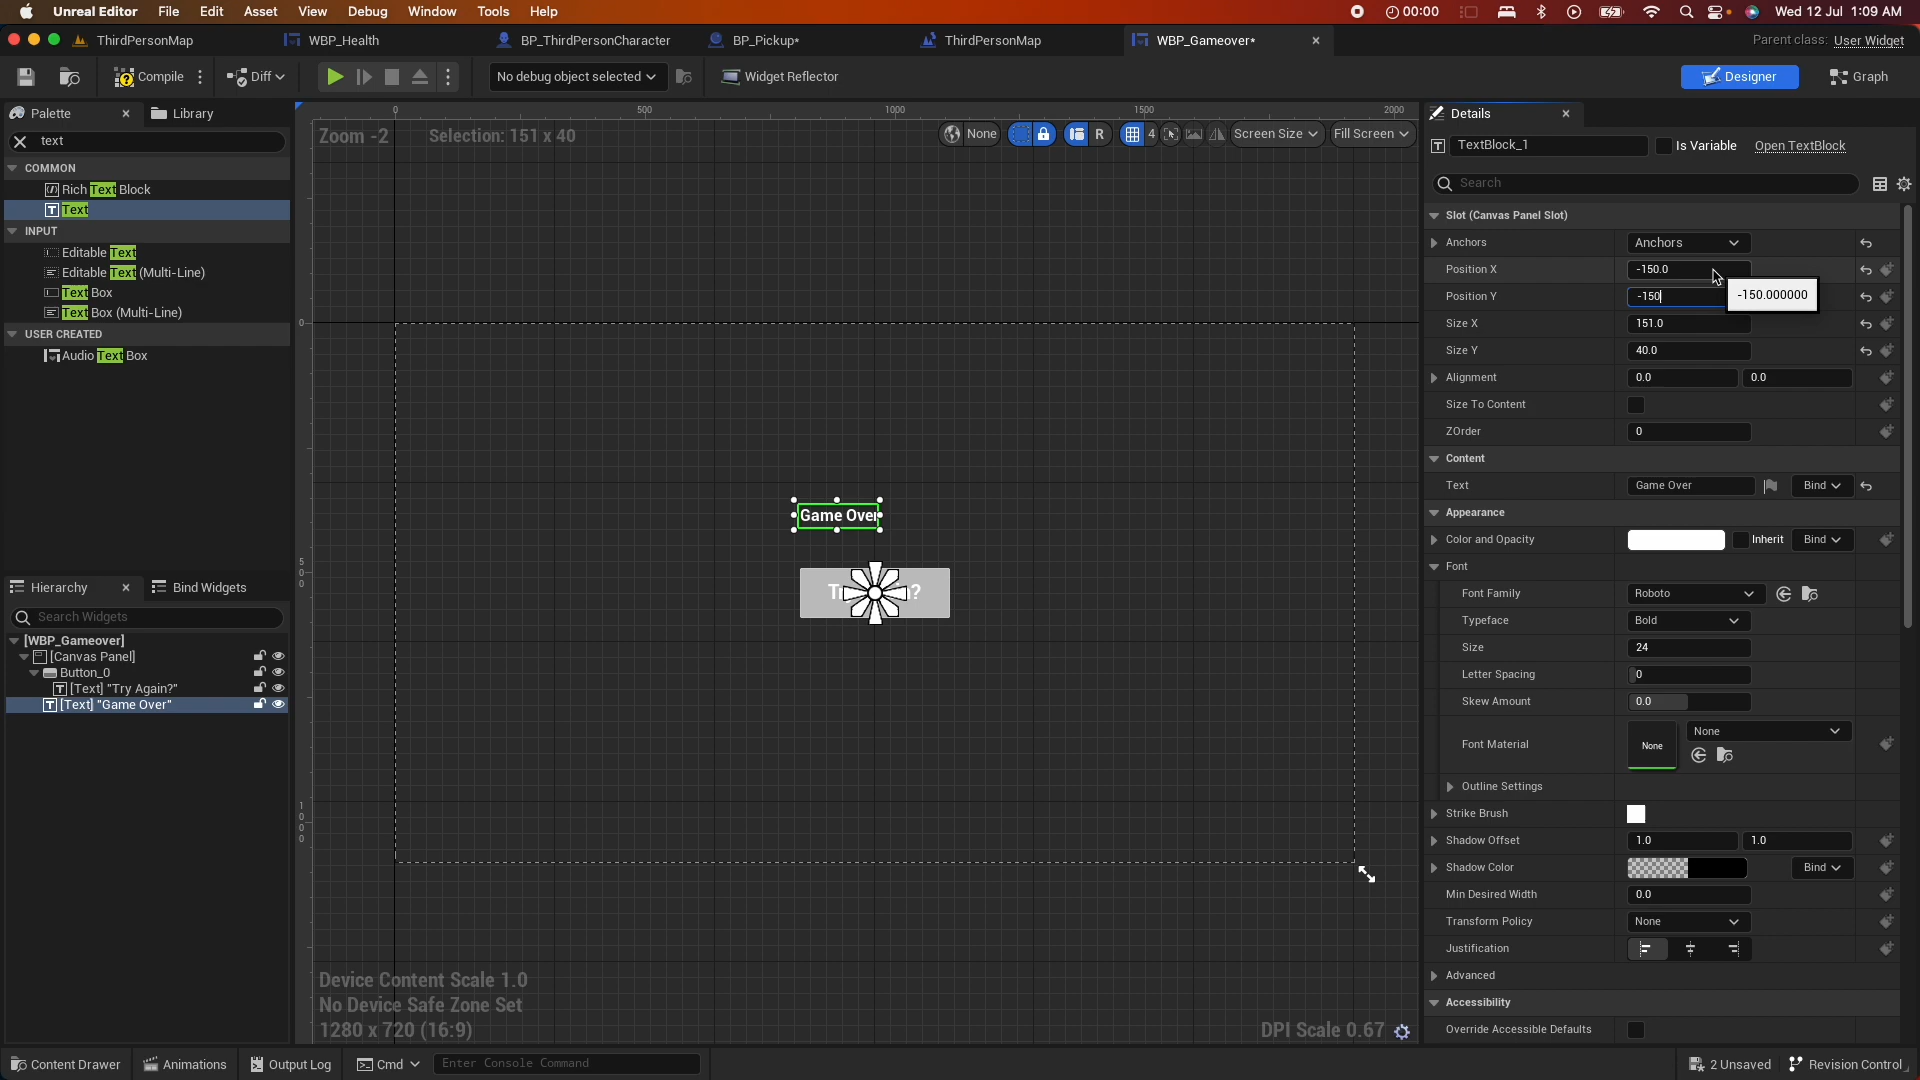 Unreal Editor File Edit Asset View Debug Window Tools Help 00:00 Wed 12 Jul 1:09 AM
ThirdPersonMap WBP_Health BP_ThirdPersonCharacter BP_Pickup* ThirdPersonMap WBP_Gameover* Parent class: User Widget
Compile Diff No debug object selected Widget Reflector Designer Graph
Palette Library
text
COMMON
Rich Text Block
Text
INPUT
Editable Text
Editable Text (Multi-Line)
Text Box
Text Box (Multi-Line)
USER CREATED
Audio Text Box
Hierarchy Bind Widgets
Search Widgets
[WBP_Gameover]
[Canvas Panel]
Button_0
[Text] "Try Again?"
[Text] "Game Over"
0 500 1000 1500 2000
Zoom -2 Selection: 151 x 40 None R 4 Screen Size Fill Screen
0
500
1000
Game Over
Device Content Scale 1.0
No Device Safe Zone Set
1280 x 720 (16:9)
DPI Scale 0.67
Details
TextBlock_1 Is Variable Open TextBlock
Search
Slot (Canvas Panel Slot)
Anchors Anchors
Position X -150.0
Position Y -150
-150.000000
Size X 151.0
Size Y 40.0
Alignment 0.0 0.0
Size To Content
ZOrder 0
Content
Text Game Over Bind
Appearance
Color and Opacity Inherit Bind
Font
Font Family Roboto
Typeface Bold
Size 24
Letter Spacing 0
Skew Amount 0.0
Font Material None None
Outline Settings
Strike Brush
Shadow Offset 1.0 1.0
Shadow Color Bind
Min Desired Width 0.0
Transform Policy None
Justification
Advanced
Accessibility
Override Accessible Defaults
Content Drawer Animations Output Log Cmd Enter Console Command 2 Unsaved Revision Control